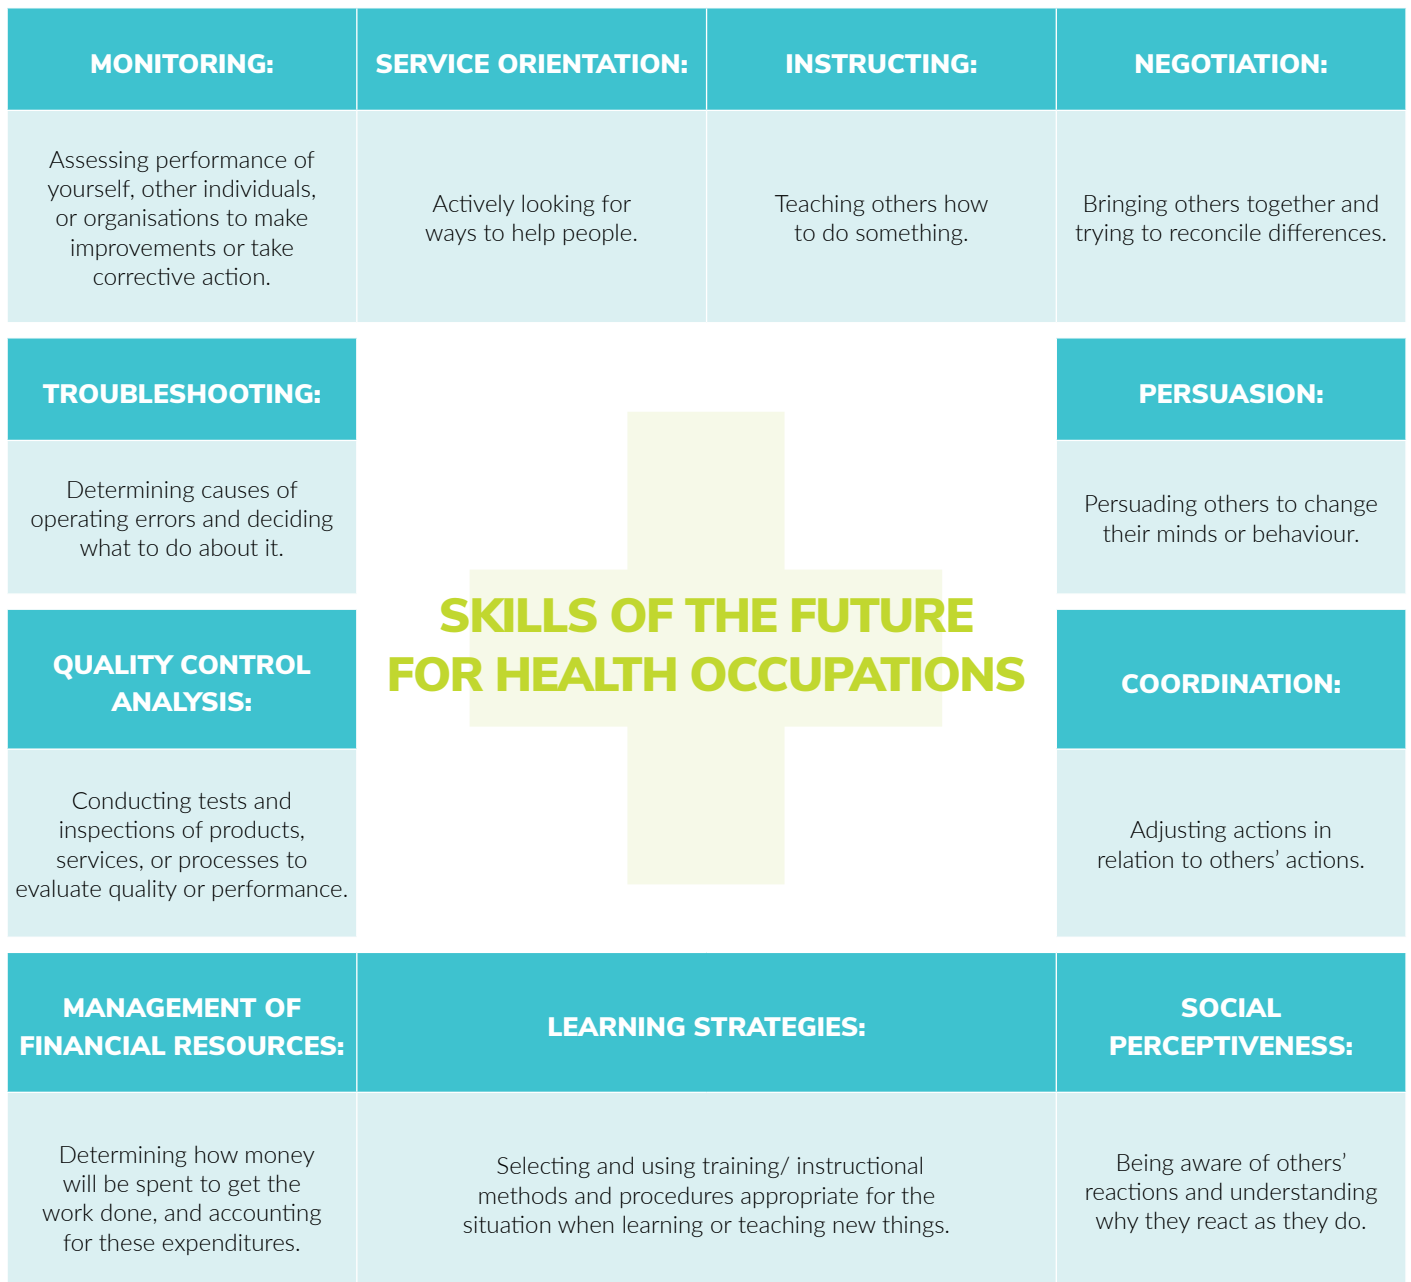 MONITORING:
Assessing performance of
yourself, other individuals,
or organisations to make
improvements or take
corrective action.
SERVICE ORIENTATION:
Actively looking for
ways to help people.
INSTRUCTING:
Teaching others how
to do something.
NEGOTIATION:
Bringing others together and
trying to reconcile differences.
TROUBLESHOOTING:
Determining causes of
operating errors and deciding
what to do about it.
SKILLS OF THE FUTURE
FOR HEALTH OCCUPATIONS
PERSUASION:
Persuading others to change
their minds or behaviour.
QUALITY CONTROL
ANALYSIS:
Conducting tests and
inspections of products,
services, or processes to
evaluate quality or performance.
COORDINATION:
Adjusting actions in
relation to others’ actions.
MANAGEMENT OF
FINANCIAL RESOURCES:
Determining how money
will be spent to get the
work done, and accounting
for these expenditures.
LEARNING STRATEGIES:
Selecting and using training/ instructional
methods and procedures appropriate for the
situation when learning or teaching new things.
SOCIAL
PERCEPTIVENESS:
Being aware of others’
reactions and understanding
why they react as they do.